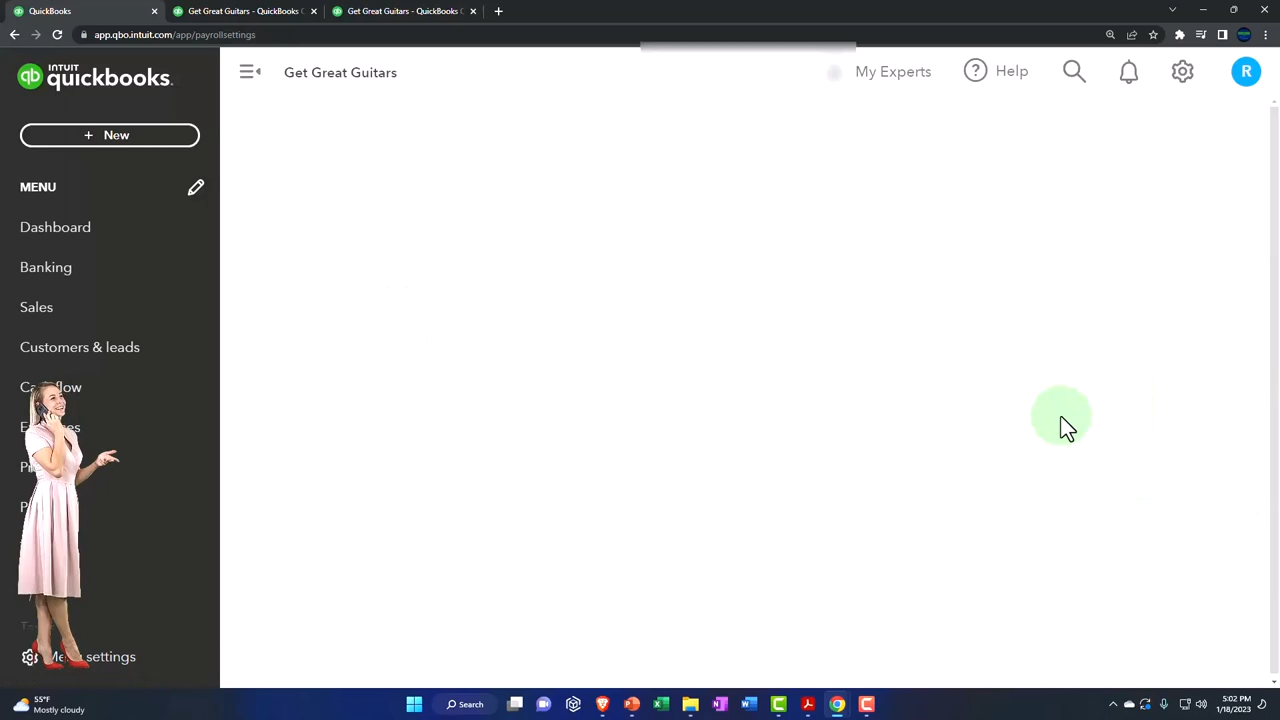 QuickBooks
Get Great Guitars - QuickBooks
Get Great Guitars - QuickBooks
app.qbo.intuit.com/app/payrollsettings
INTUIT
quickbooks.
Get Great Guitars
My Experts
? Help
R
+ New
MENU
Dashboard
Banking
Sales
Customers & leads
flow
settings
55°F
Mostly cloudy
Search
5:02 PM
1/18/2023